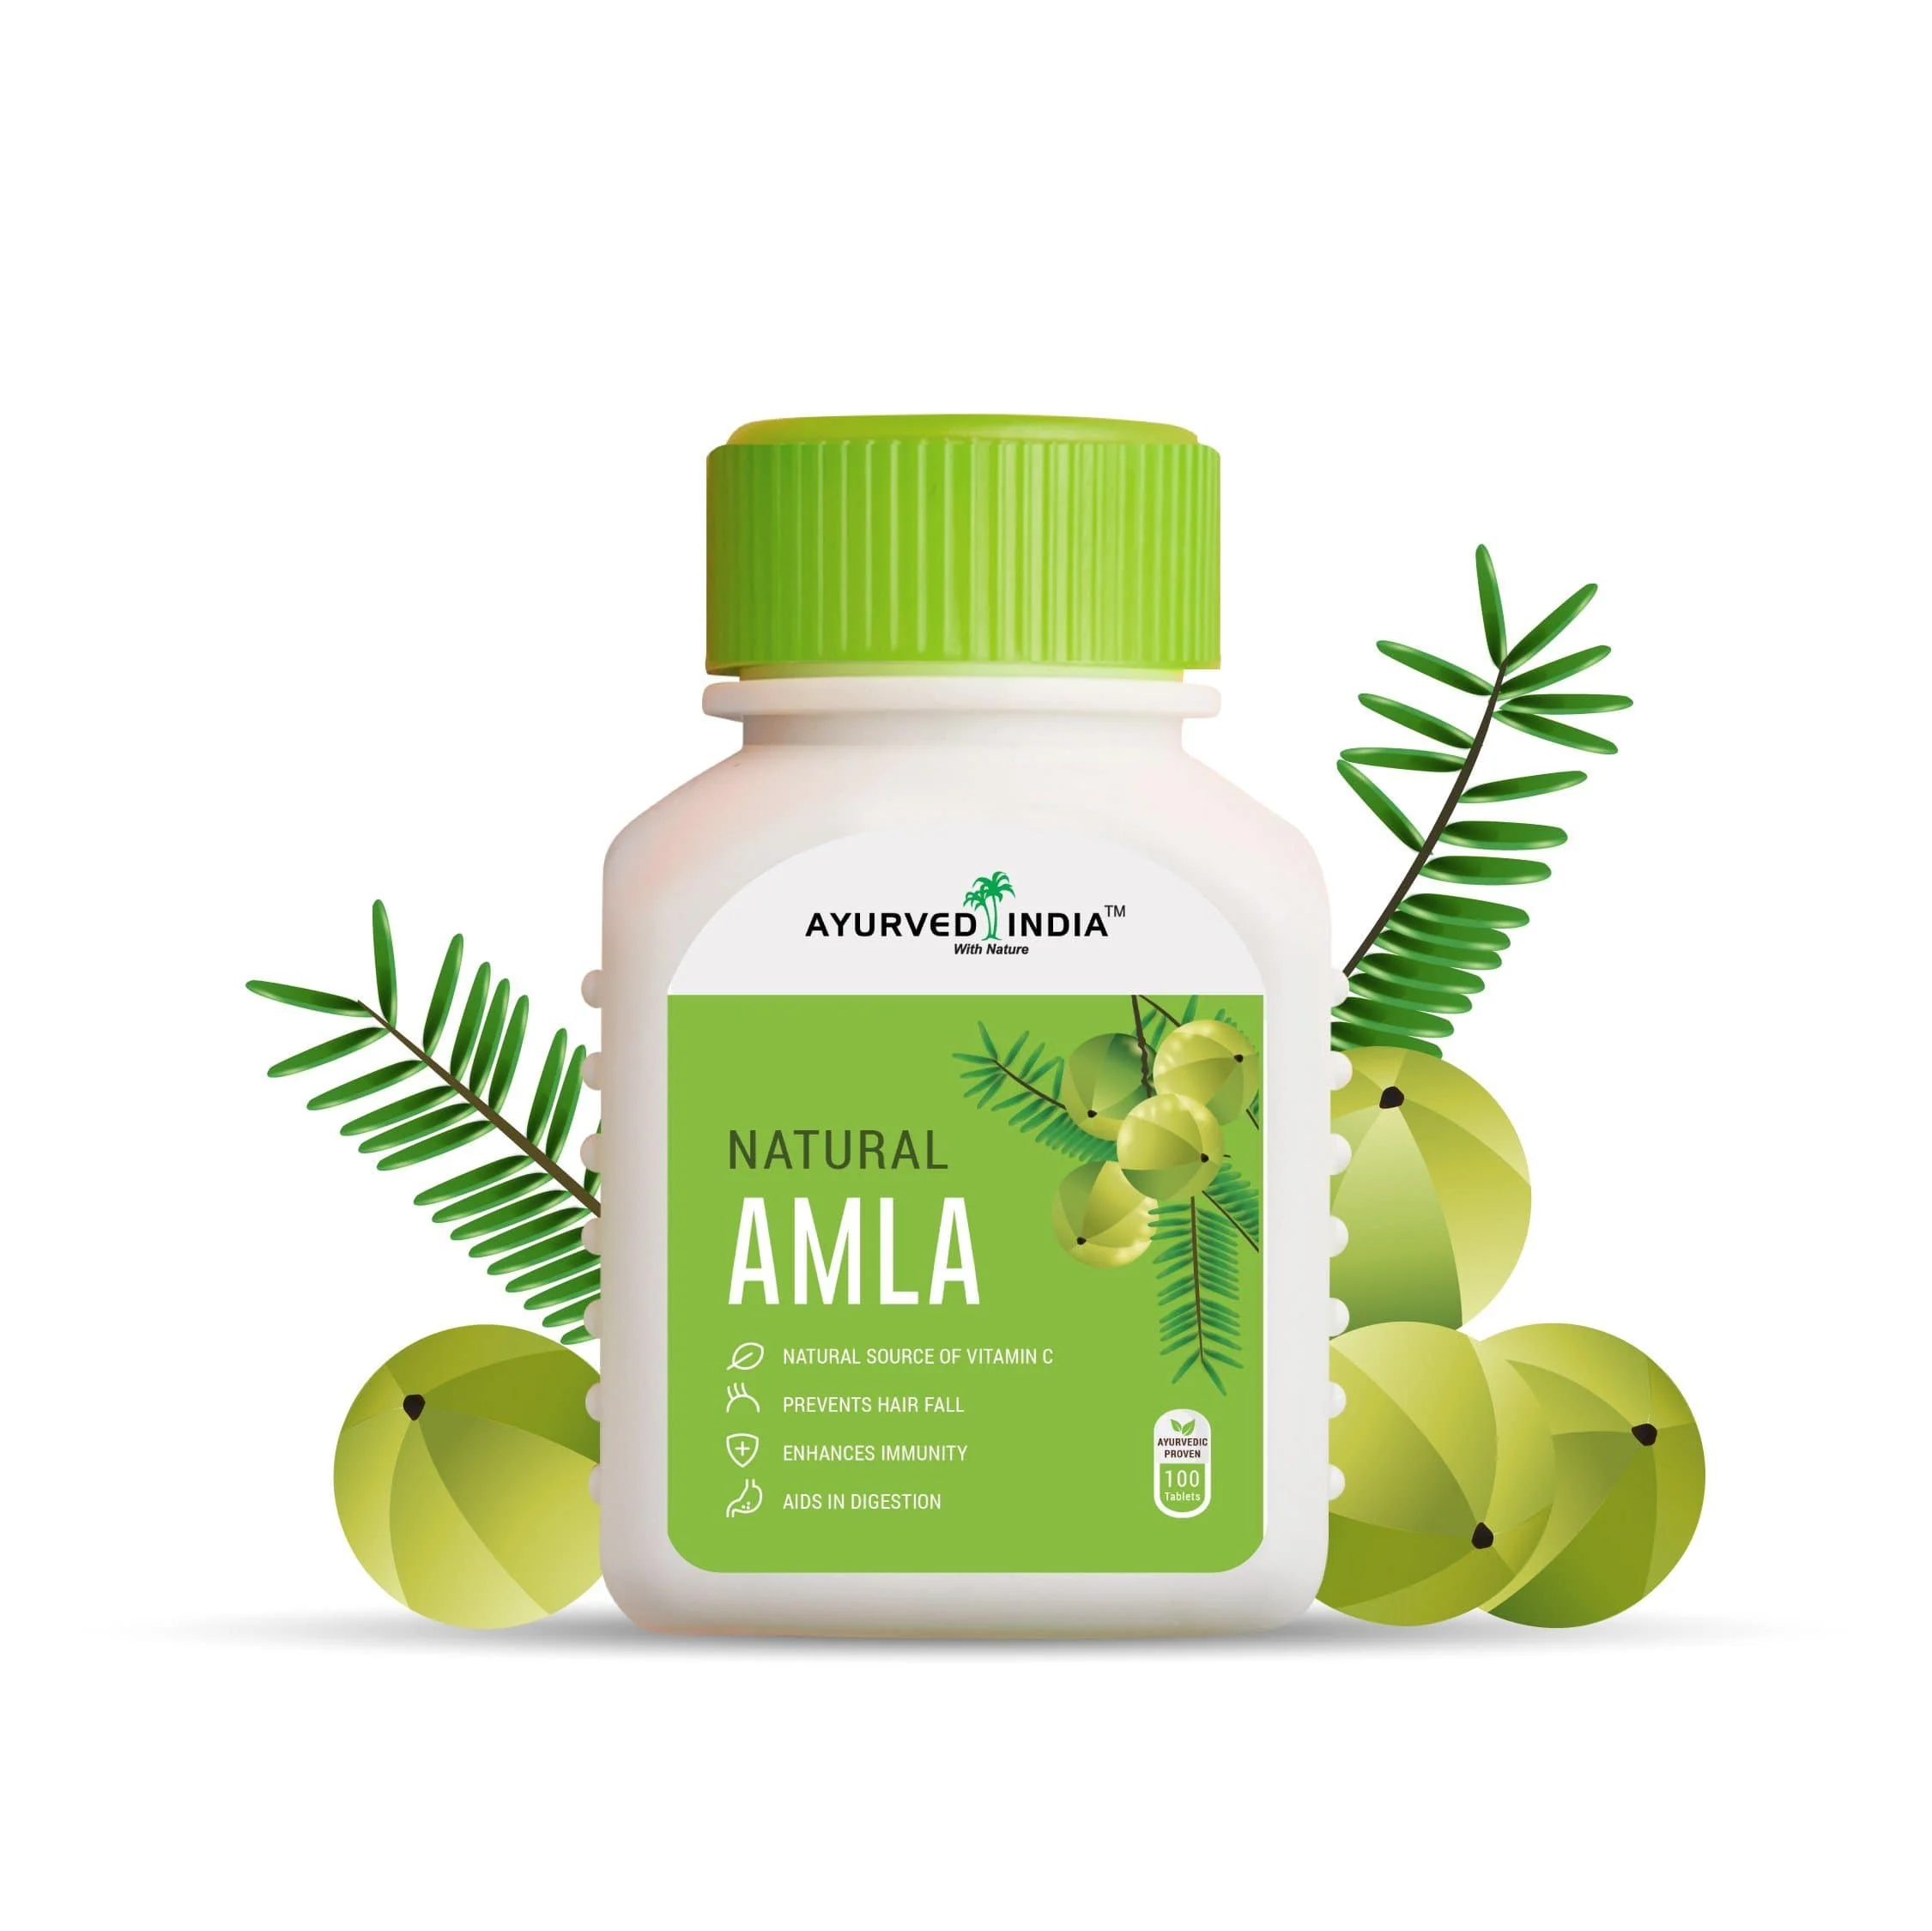 AYURVED INDIA™
With Nature
NATURAL
AMLA
NATURAL SOURCE OF VITAMIN C
PREVENTS HAIR FALL
ENHANCES IMMUNITY
AIDS IN DIGESTION
AYURVEDIC
PROVEN
100
Tablets